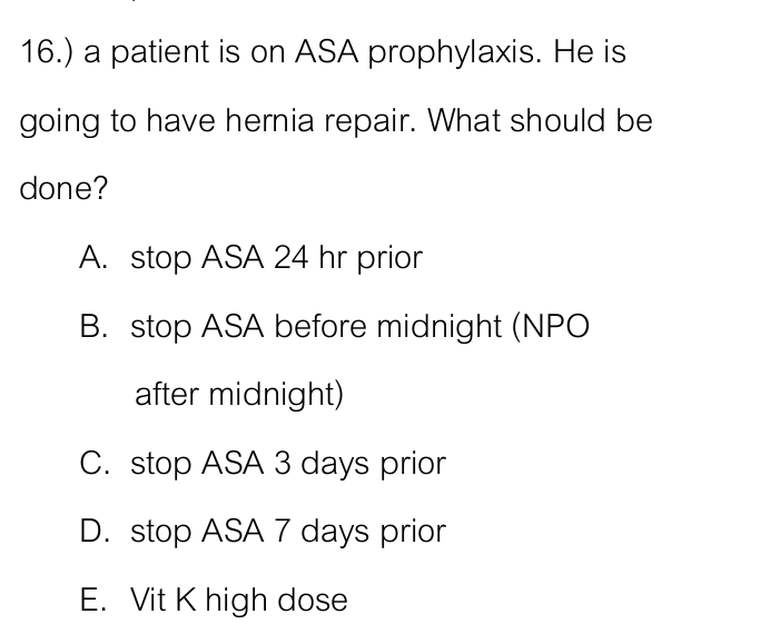 16.) a patient is on ASA prophylaxis. He is
going to have hernia repair. What should be
done?
A. stop ASA 24 hr prior
B. stop ASA before midnight (NPO
after midnight)
C. stop ASA 3 days prior
D. stop ASA 7 days prior
E. Vit K high dose